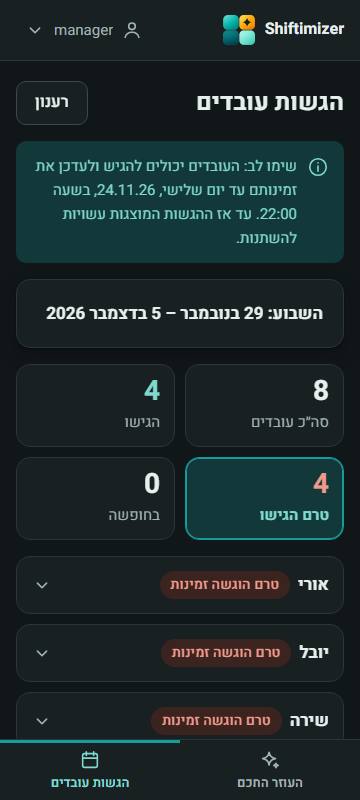 Shiftimizer
manager
הגשות עובדים
רענון
שימו לב: העובדים יכולים להגיש ולעדכן את
זמינותם עד יום שלישי, 24.11.26, בשעה
22:00. עד אז ההגשות המוצגות עשויות
להשתנות.
השבוע: 29 בנובמבר – 5 בדצמבר 2026
8
סה"כ עובדים
4
הגישו
4
טרם הגישו
0
בחופשה
אורי טרם הוגשה זמינות
יובל טרם הוגשה זמינות
שירה טרם הוגשה זמינות
העוזר החכם
הגשות עובדים